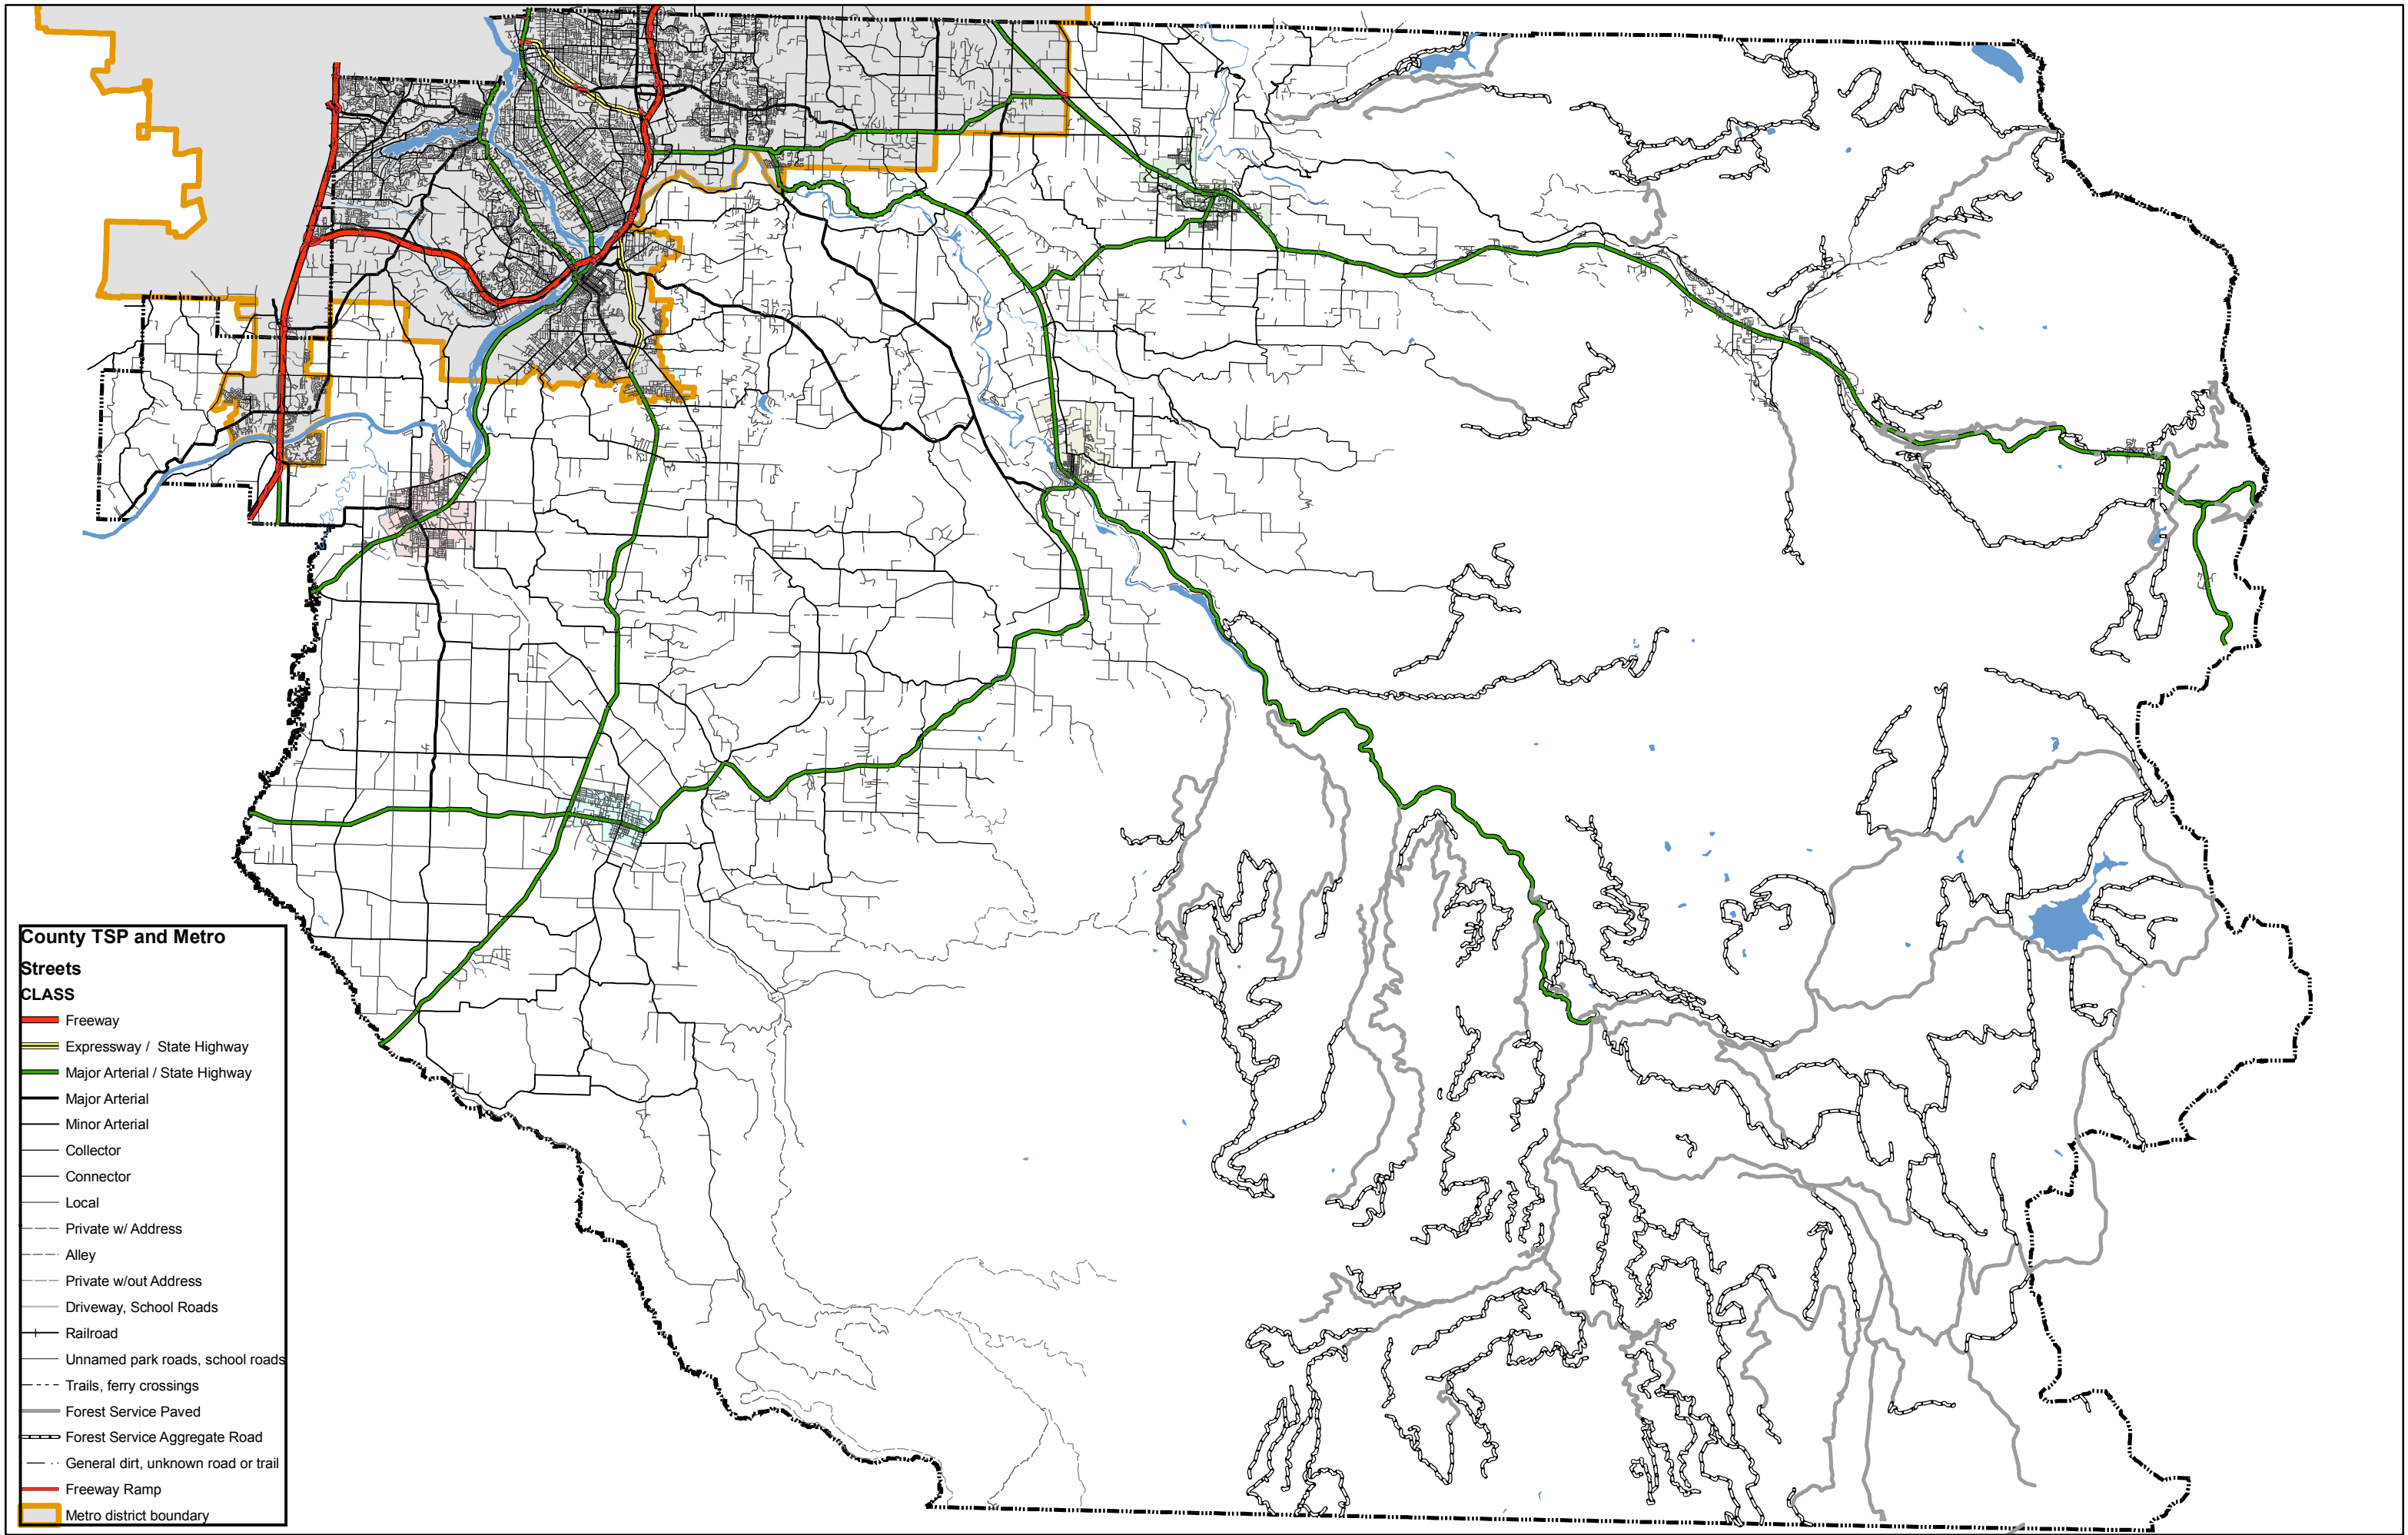 County TSP and Metro
Streets
CLASS
Freeway
Expressway / State Highway
Major Arterial / State Highway
Major Arterial
Minor Arterial
Collector
Connector
Local
Private w/ Address
Alley
Private w/out Address
Driveway, School Roads
Railroad
Unnamed park roads, school roads
Trails, ferry crossings
Forest Service Paved
Forest Service Aggregate Road
General dirt, unknown road or trail
Freeway Ramp
Metro district boundary